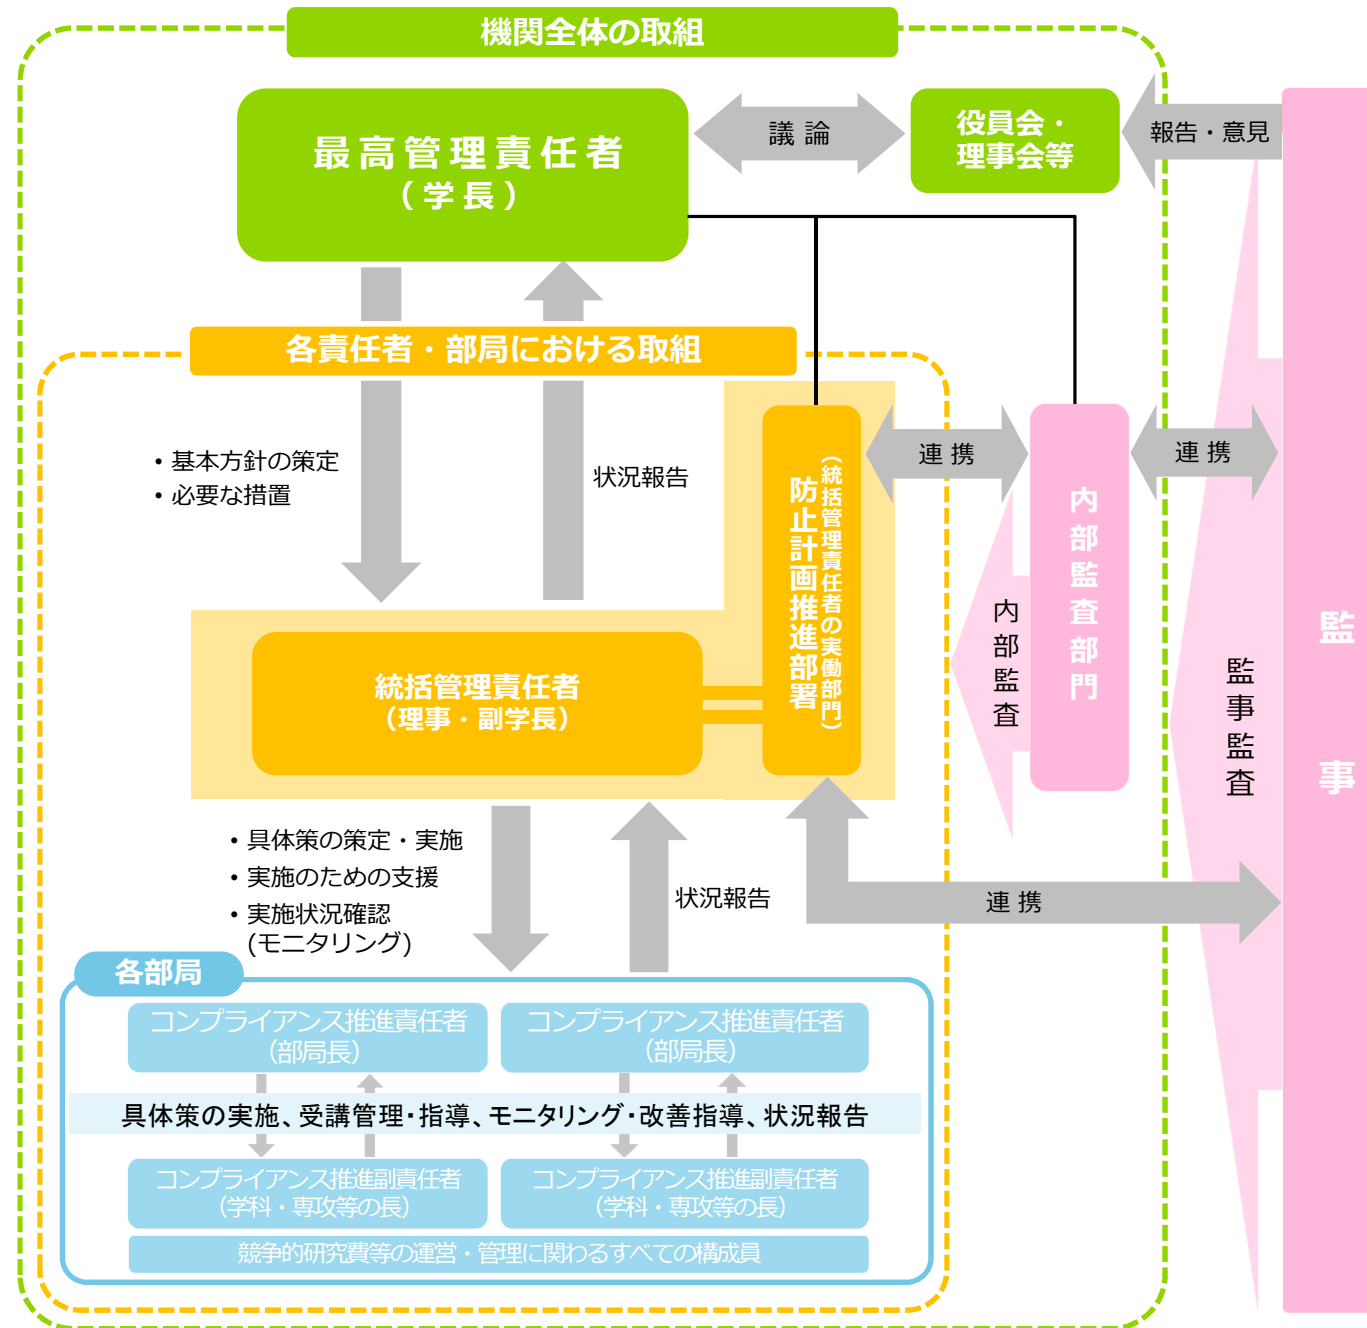 機関全体の取組
最高管理責任者
（学長）
議 論
役員会・
理事会等
報告・意見
各責任者・部局における取組
・基本方針の策定
・必要な措置
状況報告
防止計画推進部署
（統括管理責任者の実働部門）
連 携
内部監査部門
連 携
監事
内部監査
監事監査
統括管理責任者
（理事・副学長）
・具体策の策定・実施
・実施のための支援
・実施状況確認
(モニタリング)
状況報告
連 携
各部局
コンプライアンス推進責任者
（部局長）
コンプライアンス推進責任者
（部局長）
具体策の実施、受講管理・指導、モニタリング・改善指導、状況報告
コンプライアンス推進副責任者
（学科・専攻等の長）
コンプライアンス推進副責任者
（学科・専攻等の長）
競争的研究費等の運営・管理に関わるすべての構成員